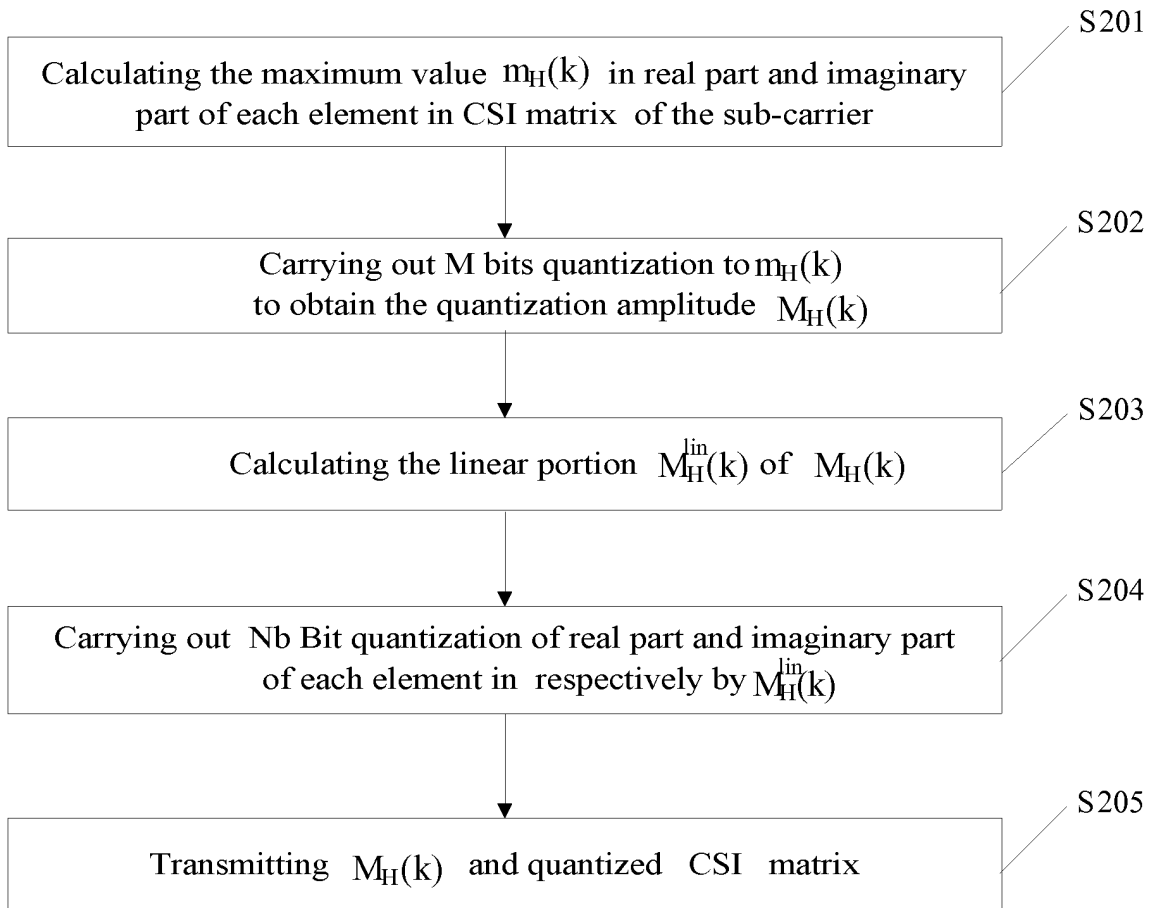 S201
Calculating the maximum value m_H(k) in real part and imaginary
part of each element in CSI matrix of the sub-carrier
S202
Carrying out M bits quantization to m_H(k)
to obtain the quantization amplitude M_H(k)
S203
Calculating the linear portion M_H^lin(k) of M_H(k)
S204
Carrying out Nb Bit quantization of real part and imaginary part
of each element in respectively by M_H^lin(k)
S205
Transmitting M_H(k) and quantized CSI matrix